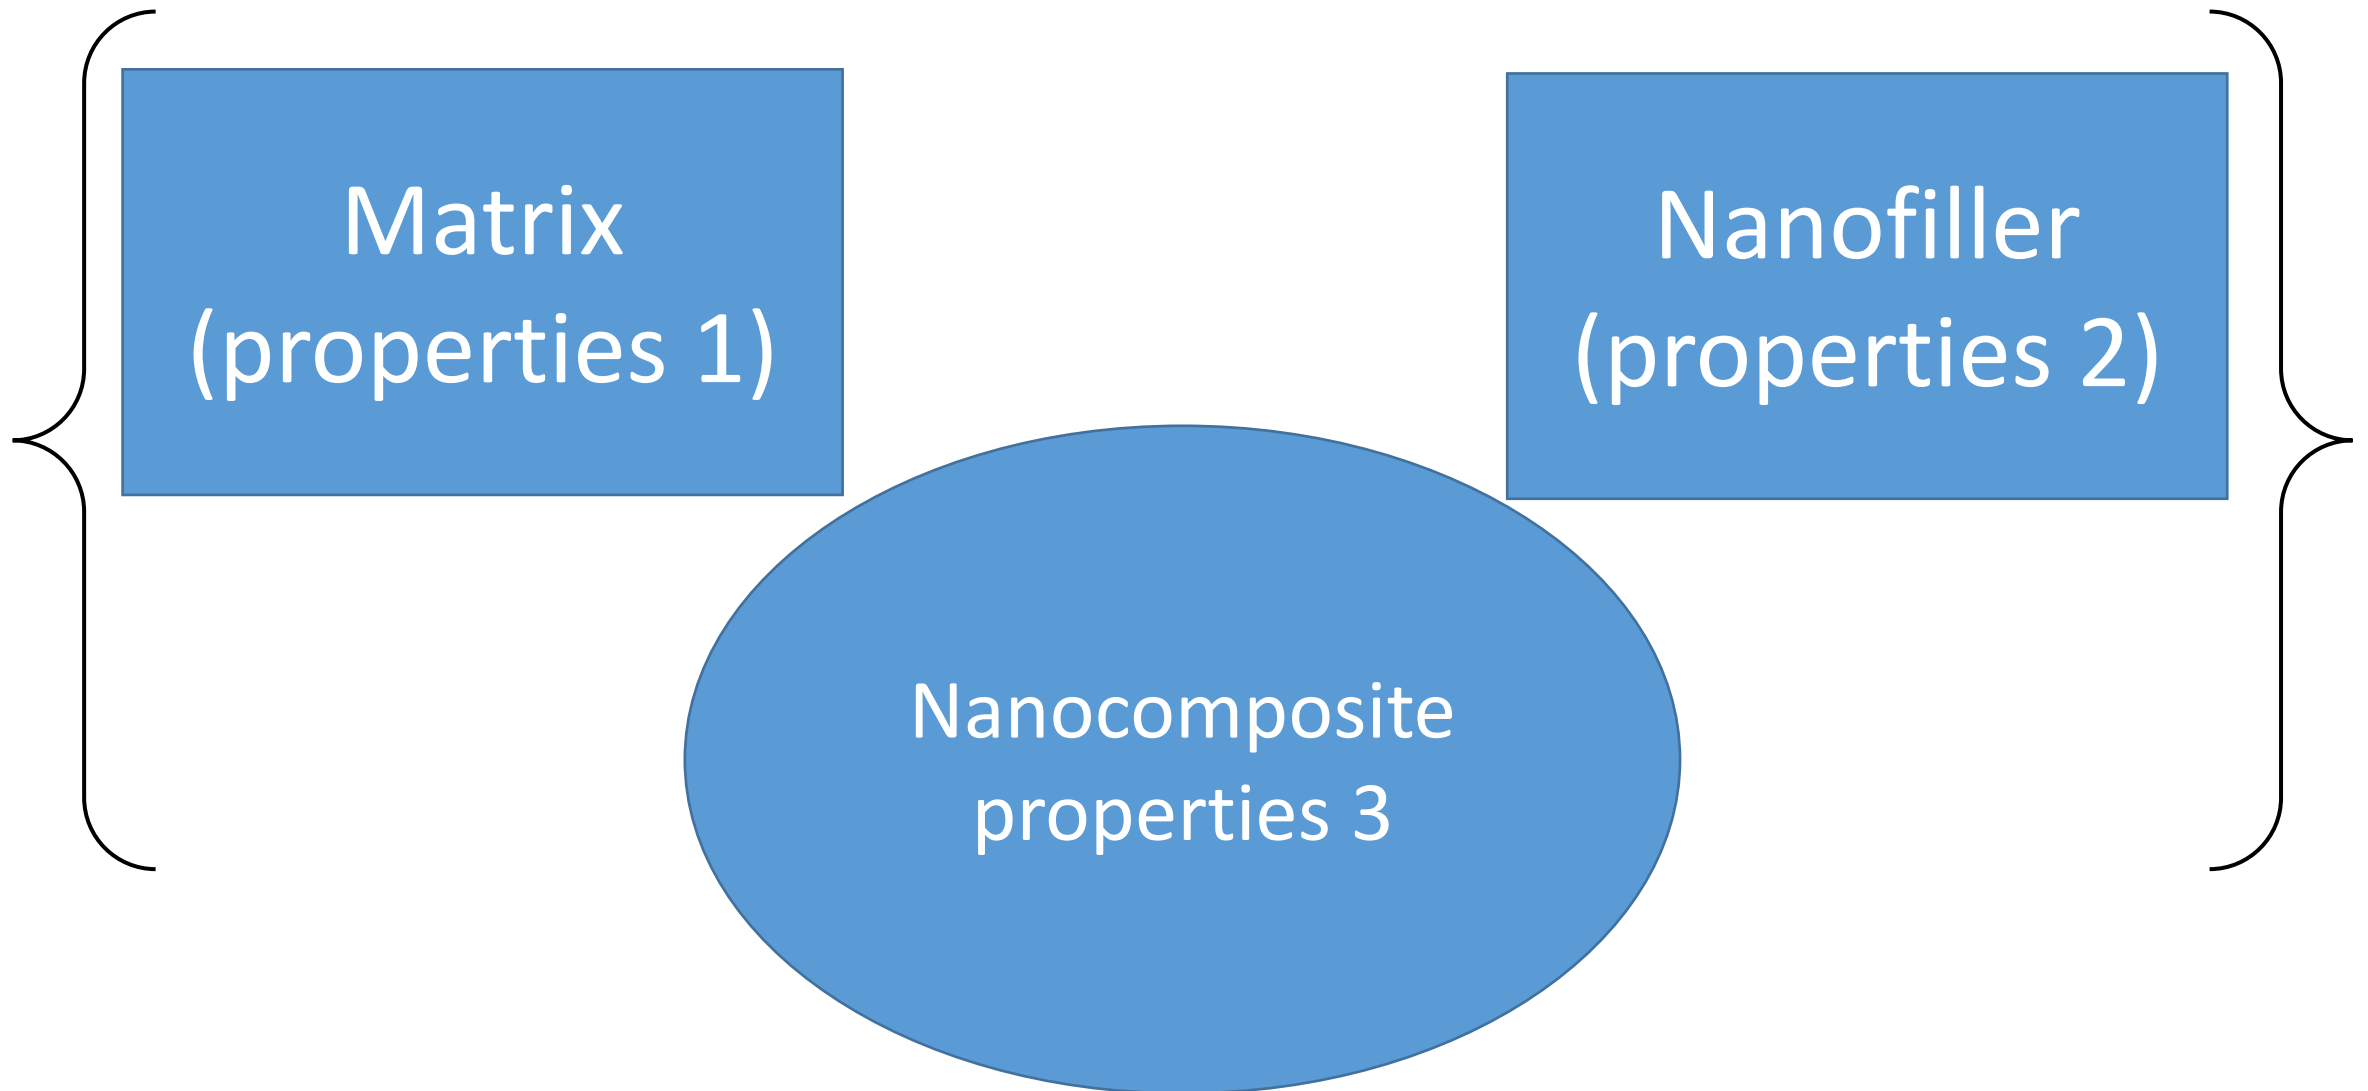 Matrix
(properties 1)
Nanofiller
(properties 2)
Nanocomposite
properties 3